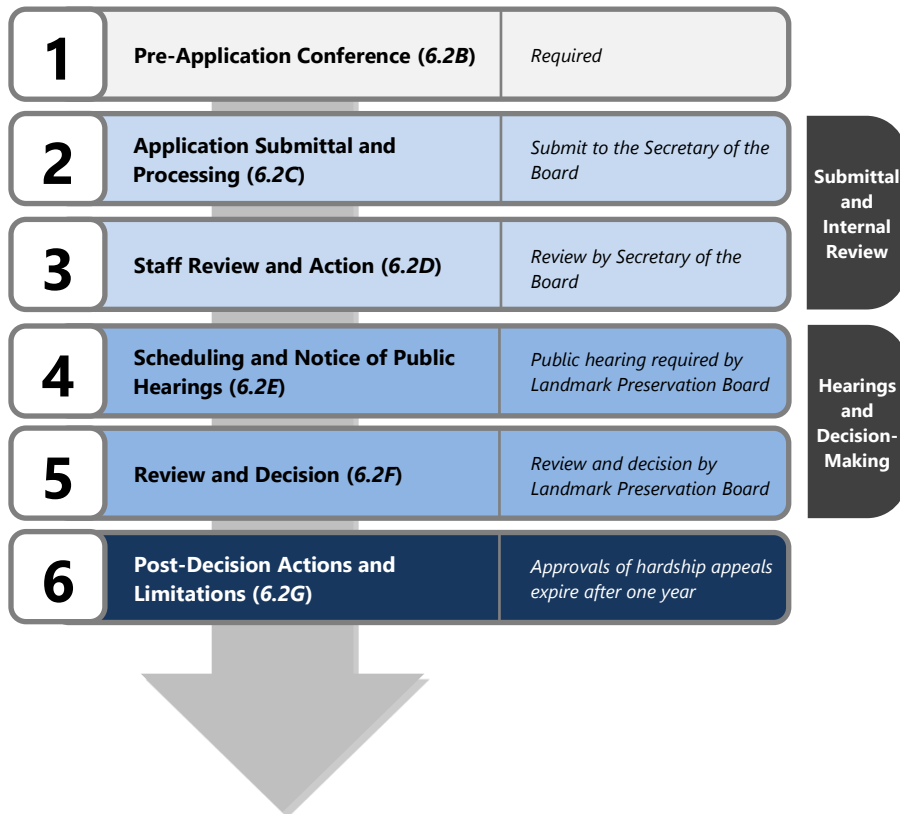 1
Pre-Application Conference (6.2B)
Required
2
Application Submittal and
Processing (6.2C)
Submit to the Secretary of the
Board
3
Staff Review and Action (6.2D)
Review by Secretary of the
Board
Submittal
and
Internal
Review
4
Scheduling and Notice of Public
Hearings (6.2E)
Public hearing required by
Landmark Preservation Board
5
Review and Decision (6.2F)
Review and decision by
Landmark Preservation Board
Hearings
and
Decision-
Making
6
Post-Decision Actions and
Limitations (6.2G)
Approvals of hardship appeals
expire after one year